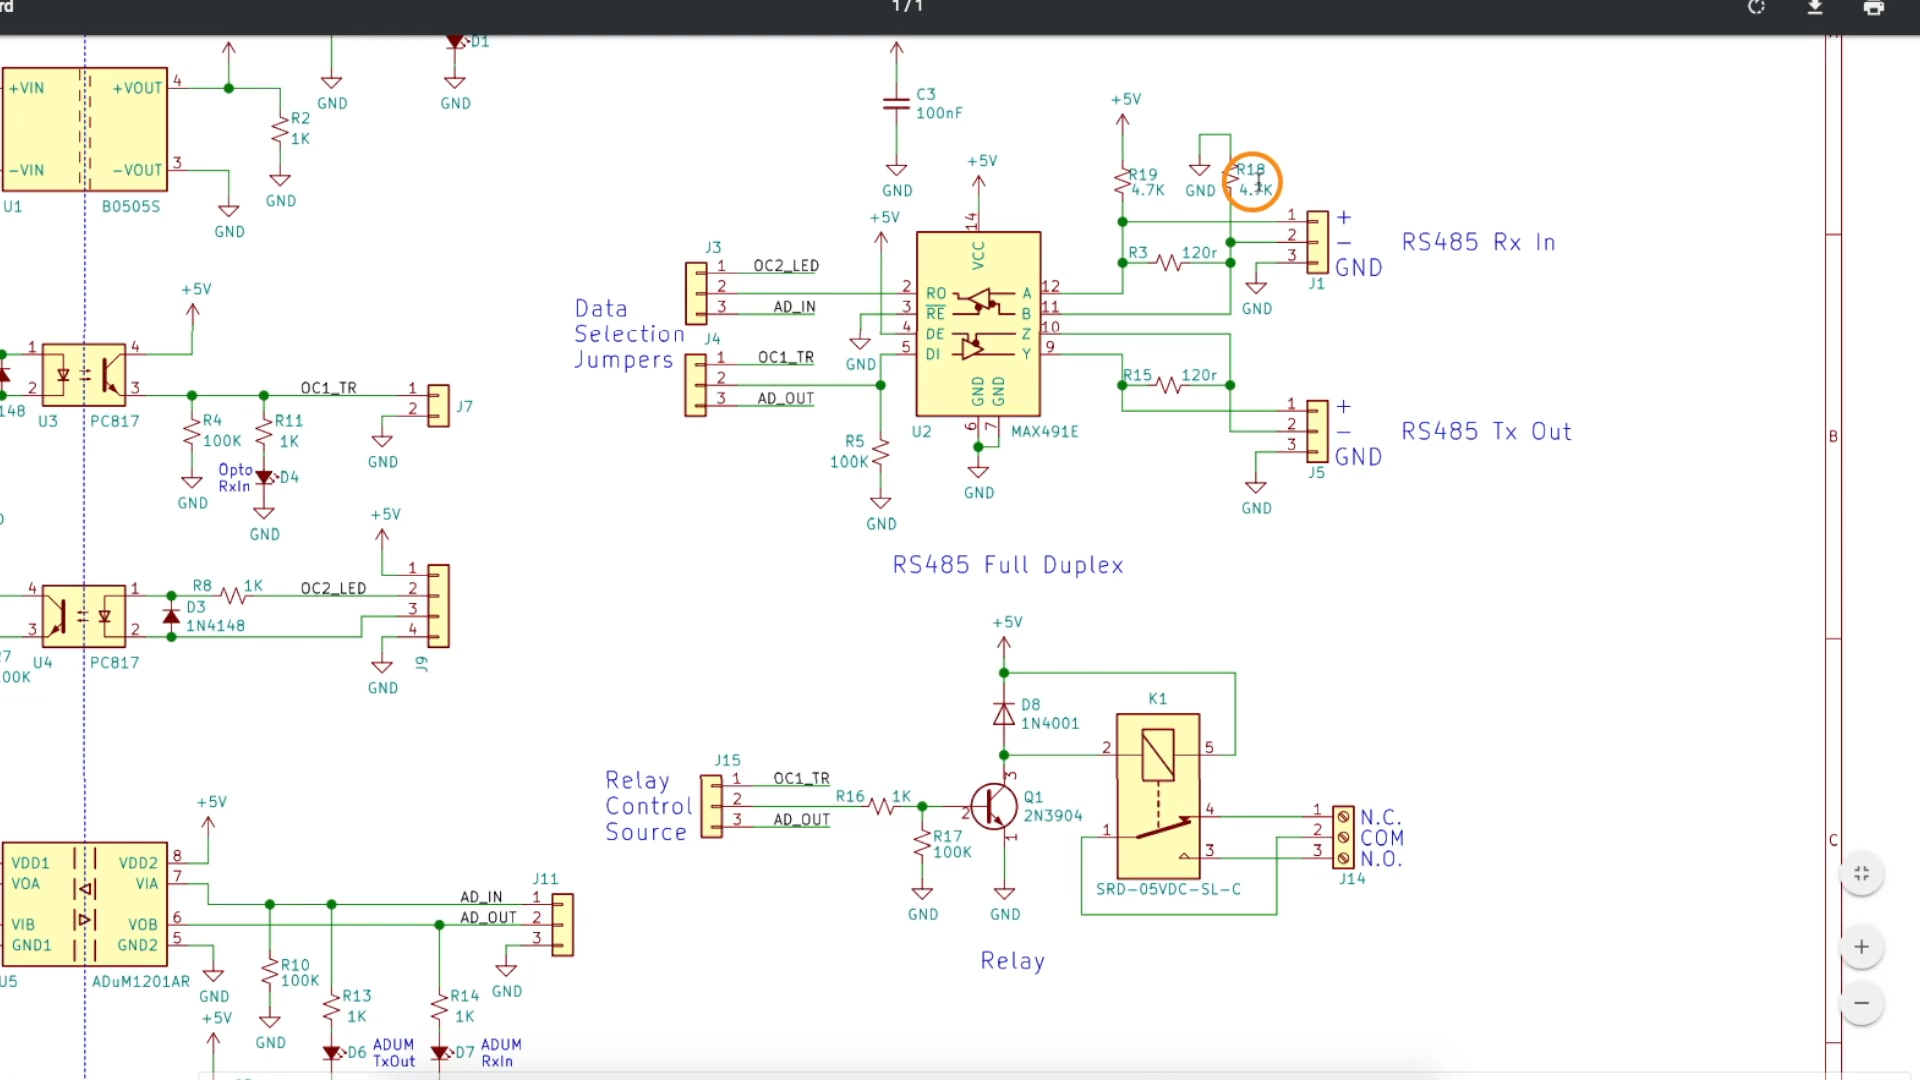 rd
1 / 1
D1
GND
GND
+VIN
+VOUT
4
R2
1K
-VIN
-VOUT
3
GND
U1
B0505S
GND
C3
100nF
GND
+5V
+5V
R19
4.7K
GND
R18
+5V
14
VCC
J3
1
OC2_LED
2
3
AD_IN
Data
Selection
Jumpers
J4
1
OC1_TR
2
3
AD_OUT
2
RO
A
12
3
RE
B
11
4
DE
Z
10
5
DI
Y
9
GND
GND
GND
6
7
U2
MAX491E
GND
R5
100K
GND
R3
120r
1
+
2
-
3
GND
J1
GND
RS485 Rx In
R15
120r
1
+
2
-
3
GND
J5
GND
RS485 Tx Out
RS485 Full Duplex
+5V
1
4
2
3
148
U3
PC817
OC1_TR
1
2
J7
R4
100K
R11
1K
GND
Opto
RxIn
D4
GND
GND
+5V
4
1
R8
1K
OC2_LED
1
2
3
4
D3
1N4148
3
2
U4
PC817
J9
00K
GND
+5V
D8
1N4001
K1
2
5
J15
1
OC1_TR
2
3
AD_OUT
Relay
Control
Source
R16
1K
3
2
Q1
2N3904
1
R17
100K
GND
GND
4
1
3
1
N.C.
2
COM
3
N.O.
J14
SRD-05VDC-SL-C
Relay
+5V
VDD1
VDD2
8
VOA
VIA
7
VIB
VOB
6
GND1
GND2
5
U5
ADuM1201AR
GND
+5V
J11
AD_IN
1
AD_OUT
2
3
GND
R10
100K
GND
R13
1K
R14
1K
D6
ADUM
TxOut
D7
ADUM
RxIn
B
C